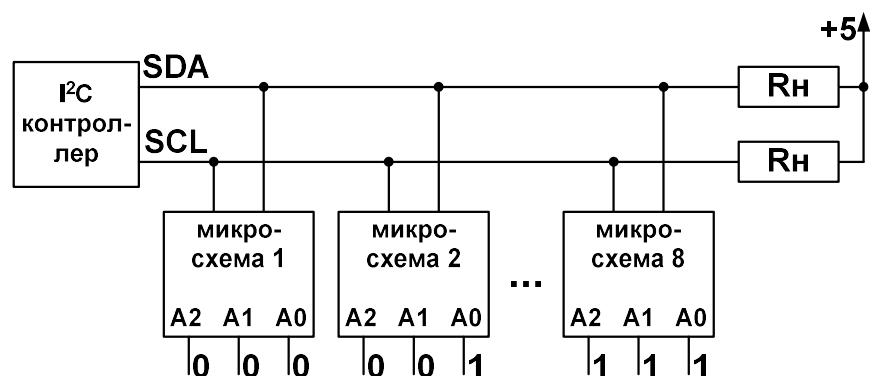 +5
SDA
I²C
контрол-
лер
SCL
Rн
Rн
микро-
схема 1
A2 A1 A0
0 0 0
микро-
схема 2
A2 A1 A0
0 0 1
...
микро-
схема 8
A2 A1 A0
1 1 1